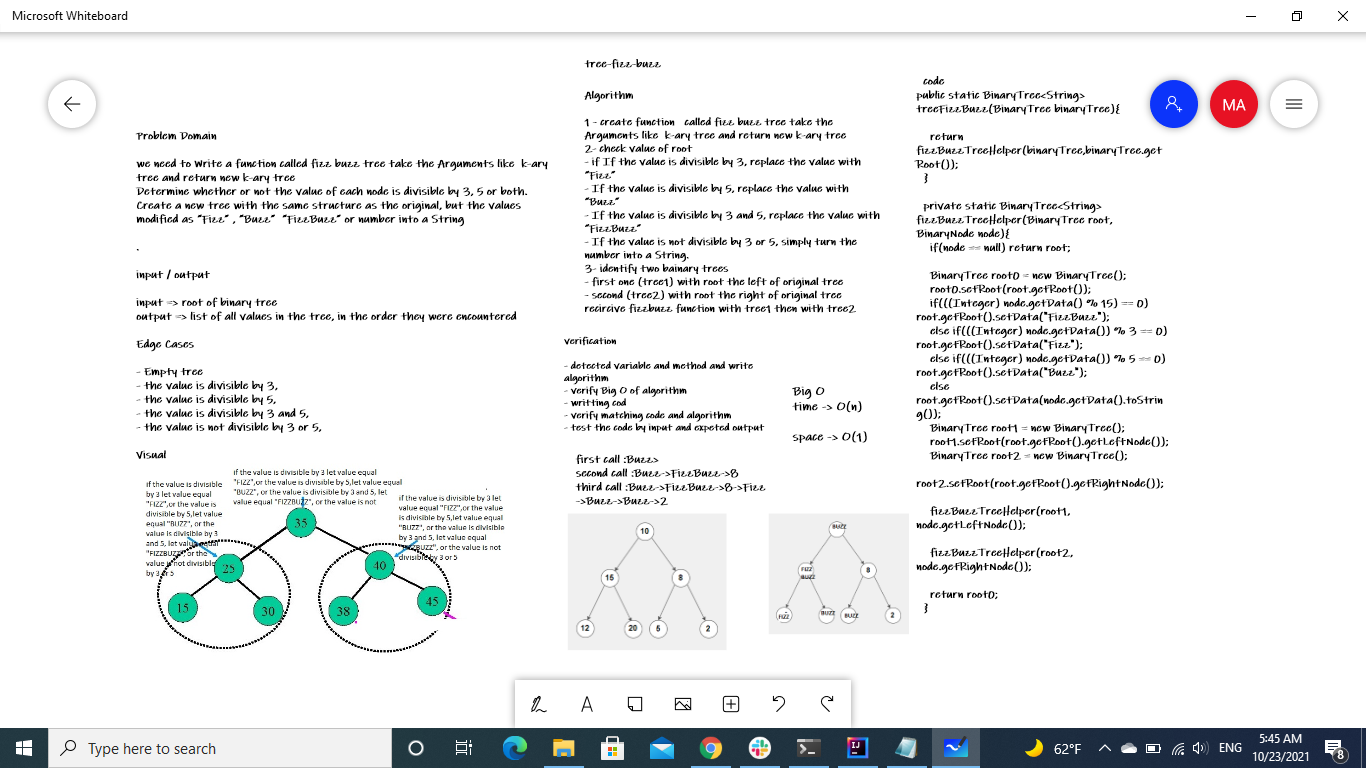 Microsoft Whiteboard
MA
Problem Domain
we need to Write a function called fizz buzz tree take the Arguments like k-ary
tree and return new k-ary tree
Determine whether or not the value of each node is divisible by 3, 5 or both.
Create a new tree with the same structure as the original, but the values
modified as "Fizz" , "Buzz" "FizzBuzz" or number into a String
.
input / output
input => root of binary tree
output => list of all values in the tree, in the order they were encountered
Edge Cases
- Empty tree
- the value is divisible by 3,
- the value is divisible by 5,
- the value is divisible by 3 and 5,
- the value is not divisible by 3 or 5,
Visual
if the value is divisible by 3 let value equal
"FIZZ",or the value is divisible by 5,let value equal
"BUZZ", or the value is divisible by 3 and 5, let
value equal "FIZZBUZZ", or the value is not
if the value is divisible
by 3 let value equal
"FIZZ",or the value is
divisible by 5,let value
equal "BUZZ", or the
value is divisible by 3
and 5, let value equal
"FIZZBUZZ", or the
value is not divisible
by 3 or 5
if the value is divisible by 3 let
value equal "FIZZ",or the value
is divisible by 5,let value equal
"BUZZ", or the value is divisible
by 3 and 5, let value equal
"FIZZBUZZ", or the value is not
divisible by 3 or 5
35
25
40
15
30
38
45
tree-fizz-buzz
Algorithm
1 - create function called fizz buzz tree take the
Arguments like k-ary tree and return new k-ary tree
2- check value of root
- if If the value is divisible by 3, replace the value with
"Fizz"
- If the value is divisible by 5, replace the value with
"Buzz"
- If the value is divisible by 3 and 5, replace the value with
"FizzBuzz"
- If the value is not divisible by 3 or 5, simply turn the
number into a String.
3- identify two bainary trees
- first one (tree1) with root the left of original tree
- second (tree2) with root the right of original tree
recircive fizzbuzz function with tree1 then with tree2
verification
- detected variable and method and write
algorithm
- verify Big O of algorithm
- writting cod
- verify matching code and algorithm
- test the code by input and expeted output
Big O
time -> O(n)
space -> O(1)
first call :Buzz>
second call :Buzz->FizzBuzz->8
third call :Buzz->FizzBuzz->8->Fizz
->Buzz->Buzz->2
10
15
8
12
20
5
2
BUZZ
FIZZ
BUZZ
8
FIZZ
BUZZ
BUZZ
2
code
public static BinaryTree<String>
treeFizzBuzz(BinaryTree binaryTree){
return
fizzBuzzTreeHelper(binaryTree,binaryTree.get
Root());
}
private static BinaryTree<String>
fizzBuzzTreeHelper(BinaryTree root,
BinaryNode node){
if(node == null) return root;
BinaryTree root0 = new BinaryTree();
root0.setRoot(root.getRoot());
if(((Integer) node.getData() % 15) == 0)
root.getRoot().setData("FizzBuzz");
else if(((Integer) node.getData()) % 3 == 0)
root.getRoot().setData("Fizz");
else if(((Integer) node.getData()) % 5 == 0)
root.getRoot().setData("Buzz");
else
root.getRoot().setData(node.getData().toStrin
g());
BinaryTree root1 = new BinaryTree();
root1.setRoot(root.getRoot().getLeftNode());
BinaryTree root2 = new BinaryTree();
root2.setRoot(root.getRoot().getRightNode());
fizzBuzzTreeHelper(root1,
node.getLeftNode());
fizzBuzzTreeHelper(root2,
node.getRightNode());
return root0;
}
Type here to search
62°F
ENG
5:45 AM
10/23/2021
8